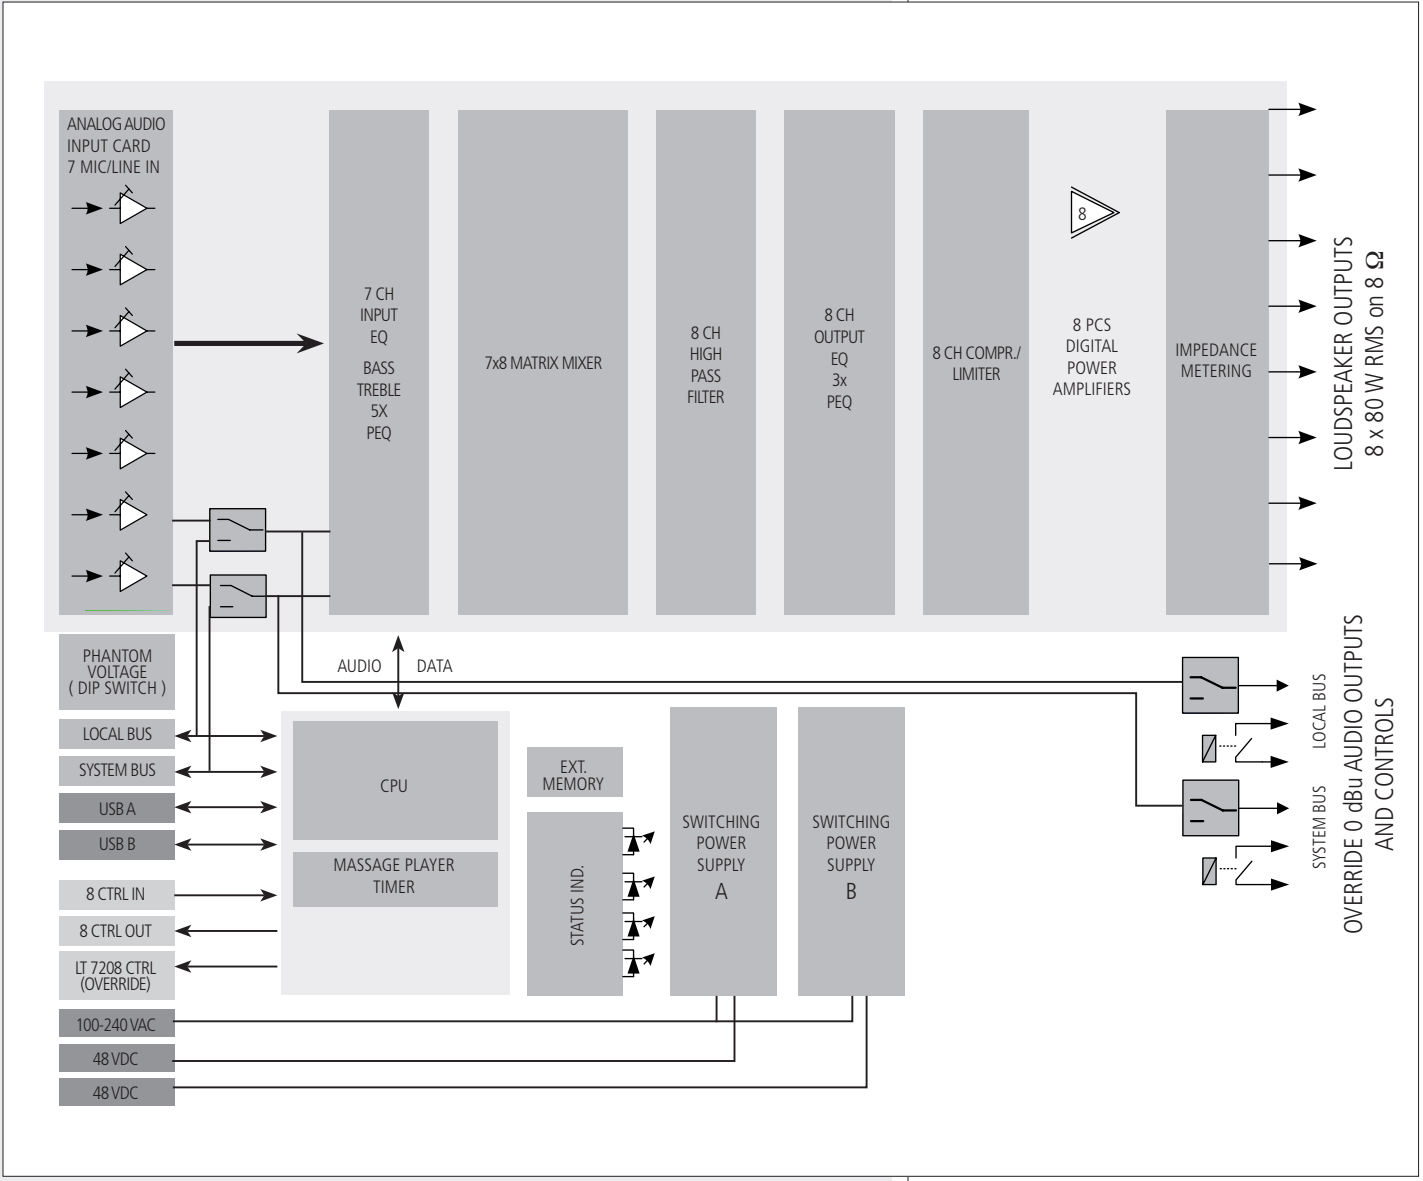 ANALOG AUDIO
INPUT CARD
7 MIC/LINE IN
7 CH
INPUT
EQ
BASS
TREBLE
5X
PEQ
7x8 MATRIX MIXER
8 CH
HIGH
PASS
FILTER
8 CH
OUTPUT
EQ
3x
PEQ
8 CH COMPR./
LIMITER
8
8 PCS
DIGITAL
POWER
AMPLIFIERS
IMPEDANCE
METERING
LOUDSPEAKER OUTPUTS
8 x 80 W RMS on 8 Ω
PHANTOM
VOLTAGE
( DIP SWITCH )
LOCAL BUS
SYSTEM BUS
USB A
USB B
8 CTRL IN
8 CTRL OUT
LT 7208 CTRL
(OVERRIDE)
100-240 VAC
48 VDC
48 VDC
AUDIO
DATA
CPU
MASSAGE PLAYER
TIMER
EXT.
MEMORY
STATUS IND.
SWITCHING
POWER
SUPPLY
A
SWITCHING
POWER
SUPPLY
B
LOCAL BUS
SYSTEM BUS
OVERRIDE 0 dBu AUDIO OUTPUTS
AND CONTROLS